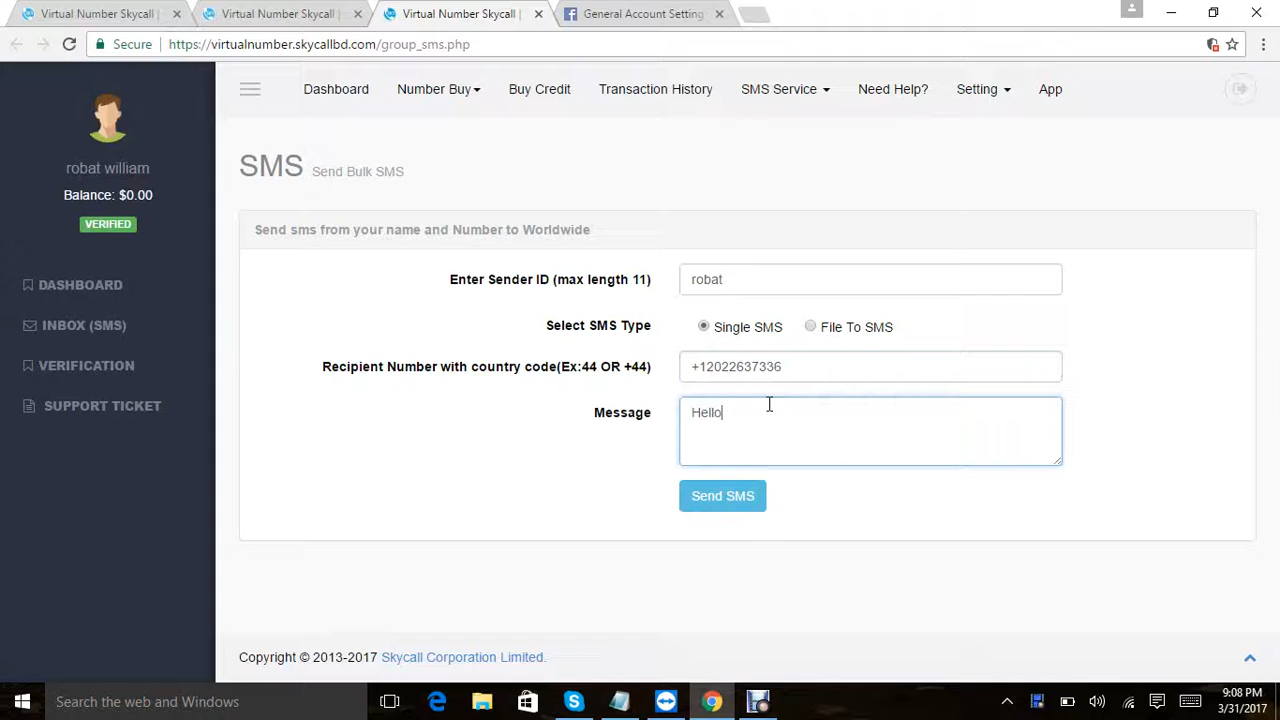 Virtual Number Skycall |
Virtual Number Skycall |
Virtual Number Skycall |
General Account Setting
Secure
https://virtualnumber.skycallbd.com/group_sms.php
robat william
Balance: $0.00
VERIFIED
DASHBOARD
INBOX (SMS)
VERIFICATION
SUPPORT TICKET
Dashboard Number Buy Buy Credit Transaction History SMS Service Need Help? Setting App
SMS Send Bulk SMS
Send sms from your name and Number to Worldwide
Enter Sender ID (max length 11) robat
Select SMS Type Single SMS File To SMS
Recipient Number with country code(Ex:44 OR +44) +12022637336
Message Hello
Send SMS
Copyright © 2013-2017 Skycall Corporation Limited.
Search the web and Windows
9:08 PM
3/31/2017